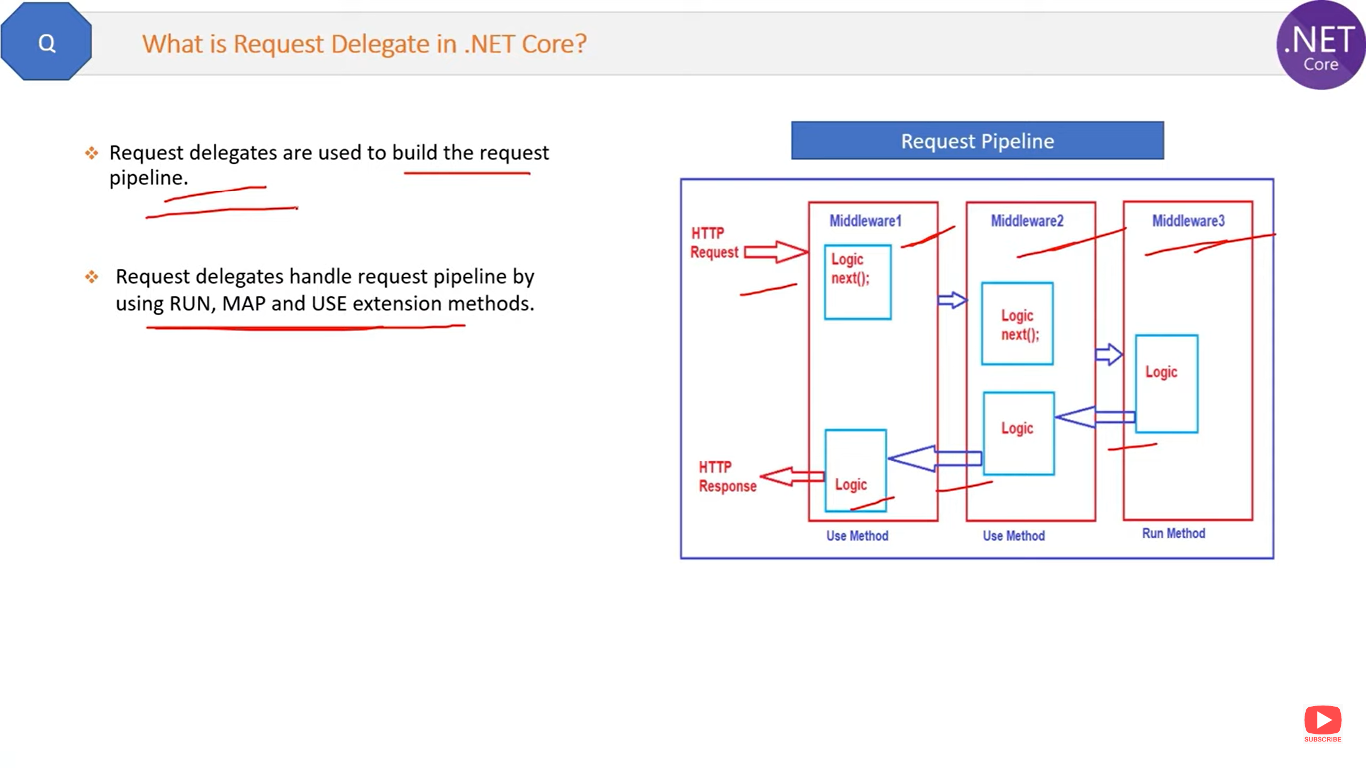 Q
What is Request Delegate in .NET Core?
.NET
Core
Request delegates are used to build the request
pipeline.
Request delegates handle request pipeline by
using RUN, MAP and USE extension methods.
Request Pipeline
HTTP
Request
Middleware1
Logic
next();
Middleware2
Logic
next();
Middleware3
Logic
Logic
Logic
HTTP
Response
Use Method
Use Method
Run Method
SUBSCRIBE